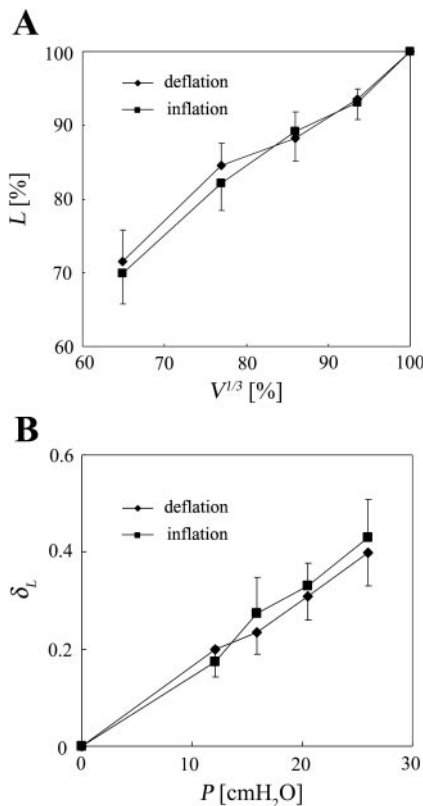 A
100
deflation
inflation
90
L [%]
80
70
60
60 70 80 90 100
V1/3 [%]
B
0.6
deflation
inflation
0.4
δL
0.2
0
0 10 20 30
P [cmH2O]